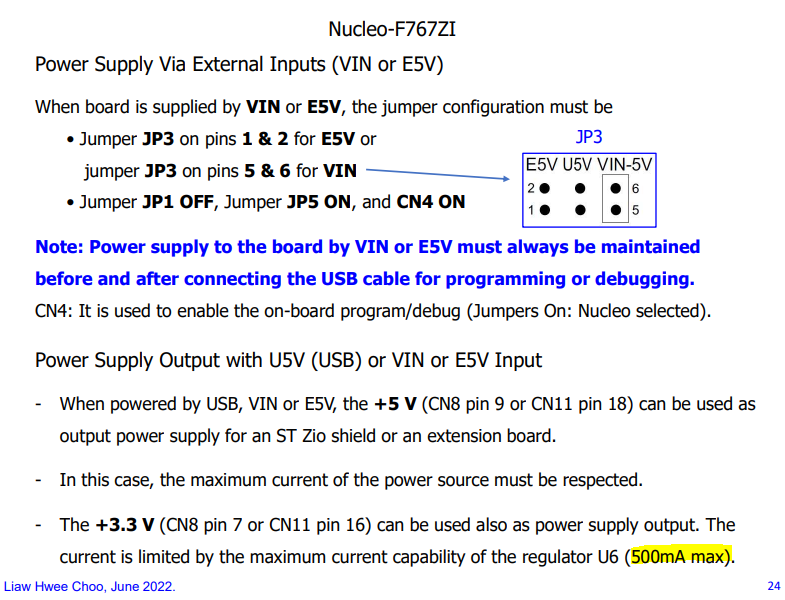 Nucleo-F767ZI
Power Supply Via External Inputs (VIN or E5V)
When board is supplied by VIN or E5V, the jumper configuration must be
• Jumper JP3 on pins 1 & 2 for E5V or
jumper JP3 on pins 5 & 6 for VIN
• Jumper JP1 OFF, Jumper JP5 ON, and CN4 ON
JP3
E5V U5V VIN-5V
2 6
1 5
Note: Power supply to the board by VIN or E5V must always be maintained
before and after connecting the USB cable for programming or debugging.
CN4: It is used to enable the on-board program/debug (Jumpers On: Nucleo selected).
Power Supply Output with U5V (USB) or VIN or E5V Input
- When powered by USB, VIN or E5V, the +5 V (CN8 pin 9 or CN11 pin 18) can be used as
output power supply for an ST Zio shield or an extension board.
- In this case, the maximum current of the power source must be respected.
- The +3.3 V (CN8 pin 7 or CN11 pin 16) can be used also as power supply output. The
current is limited by the maximum current capability of the regulator U6 (500mA max).
Liaw Hwee Choo, June 2022.
24